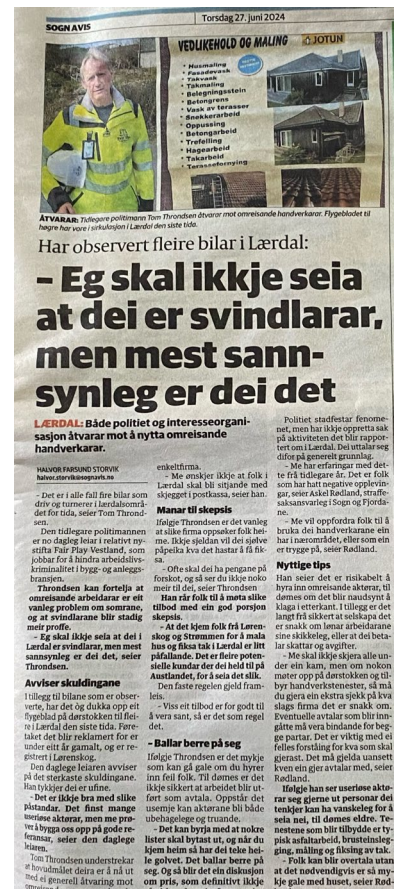 Torsdag 27. juni 2024
SOGN AVIS
VEDLIKEHOLD OG MALING
JOTUN
• Husmaling
• Fasadevask
• Takvask
• Takmaling
• Belegningsstein
• Betongrens
• Vask av terasser
• Snekkerarbeid
• Oppussing
• Betongarbeid
• Trefelling
• Hagearbeid
• Takarbeid
• Terassefornying
ÅTVARAR: Tidlegare politimann Tom Throndsen åtvarar mot omreisande handverkarar. Flygebladet til
høgre har vore i sirkulasjon i Lærdal den siste tida.
Har observert fleire bilar i Lærdal:
– Eg skal ikkje seia
at dei er svindlarar,
men mest sann-
synleg er dei det
LÆRDAL: Både politiet og interesseorgani-
sasjon åtvarar mot å nytta omreisande
handverkarar.
HALVOR FARSUND STORVIK
halvor.storvik@sognavis.no
– Det er i alle fall fire bilar som
driv og turnerer i lærdalsområ-
det for tida, seier Tom Thrond-
sen.
Den tidlegare politimannen
er no dagleg leiar i relativt ny-
stifta Fair Play Vestland, som
jobbar for å hindra arbeidslivs-
kriminalitet i bygg- og anleggs-
bransjen.
Throndsen kan fortelja at
omreisande arbeidarar er eit
vanleg problem om somrane,
og at svindlarane blir stadig
meir proffe.
– Eg skal ikkje seia at dei i
Lærdal er svindlarar, men mest
sannsynleg er dei det, seier
Throndsen.
Avviser skuldingane
I tillegg til bilane som er obser-
verte, har det òg dukka opp eit
flygeblad på dørstokken til flei-
re i Lærdal den siste tida. Føre-
taket det blir reklamert for er
under eitt år gamalt, og er re-
gistrert i Lørenskog.
Den daglege leiaren avviser
på det sterkaste skuldingane.
Han tykkjer dei er ufine.
– Det er ikkje bra med slike
påstandar. Det finst mange
useriøse aktørar, men me prø-
ver å bygga oss opp på gode re-
feransar, seier den daglege
leiaren.
Tom Throndsen understrekar
at hovudmålet deira er å nå ut
med ei generell åtvaring mot
enkeltfirma.
– Me ønskjer ikkje at folk i
Lærdal skal bli sitjande med
skjegget i postkassa, seier han.
Manar til skepsis
Ifølgje Throndsen er det vanleg
at slike firma oppsøker folk hei-
me. Ikkje sjeldan vil dei sjølve
påpeika kva det hastar å få fik-
sa.
– Ofte skal dei ha pengane på
forskot, og så ser du ikkje noko
meir til dei, seier Throndsen
Han rår folk til å møta slike
tilbod med ein god porsjon
skepsis.
– At det kjem folk frå Løren-
skog og Strømmen for å mala
hus og fiksa tak i Lærdal er litt
påfallande. Det er fleire poten-
sielle kundar der dei held til på
Austlandet, for å seia det slik.
Den faste regelen gjeld fram-
leis.
– Viss eit tilbod er for godt til
å vera sant, så er det som regel
det.
– Ballar berre på seg
Ifølgje Throndsen er det mykje
som kan gå gale om du hyrer
inn feil folk. Til dømes er det
ikkje sikkert at arbeidet blir ut-
ført som avtala. Oppstår det
usemje kan aktørane bli både
ubehagelege og truande.
– Det kan byrja med at nokre
lister skal bytast ut, og når du
kjem heim så har dei teke hei-
le golvet. Det ballar berre på
seg. Og så blir det ein diskusjon
om pris, som definitivt ikkje
Politiet stadfestar fenome-
net, men har ikkje oppretta sak
på aktiviteten dei blir rappor-
tert om i Lærdal. Dei uttalar seg
difor på generelt grunnlag.
– Me har erfaringar med det-
te frå tidlegare år. Det er folk
som har hatt negative opplevin-
gar, seier Askel Rødland, straffe-
saksansvarleg i Sogn og Fjorda-
ne.
– Me vil oppfordra folk til å
bruka dei handverkarane ein
har i nærområdet, eller som ein
er trygge på, seier Rødland.
Nyttige tips
Han seier det er risikabelt å
hyra inn omreisande aktørar, til
dømes om det blir naudsynt å
klaga i etterkant. I tillegg er det
langt frå sikkert at selskapa det
er snakk om lønar arbeidarane
sine skikkeleg, eller at dei beta-
lar skattar og avgifter.
– Me skal ikkje skjera alle un-
der ein kam, men om nokon
møter opp på dørstokken og til-
byr handverkstenester, så må
du gjera ein ekstra sjekk på kva
slags firma det er snakk om.
Eventuelle avtalar som blir inn-
gåtte må vera bindande for beg-
ge partar. Det er viktig med ei
felles forståing for kva som skal
gjerast. Det må gjelda uansett
kven ein gjer avtalar med, seier
Rødland.
Ifølgje han ser useriøse aktø-
rar seg gjerne ut personar dei
tenkjer kan ha vanskeleg for å
seia nei, til dømes eldre. Te-
nestene som blir tilbydde er ty-
pisk asfaltarbeid, brusteinsleg-
ging, måling og fiksing av tak.
– Folk kan bli overtala utan
at det nødvendigvis er så my-
kje gale med huset, seier Rød-